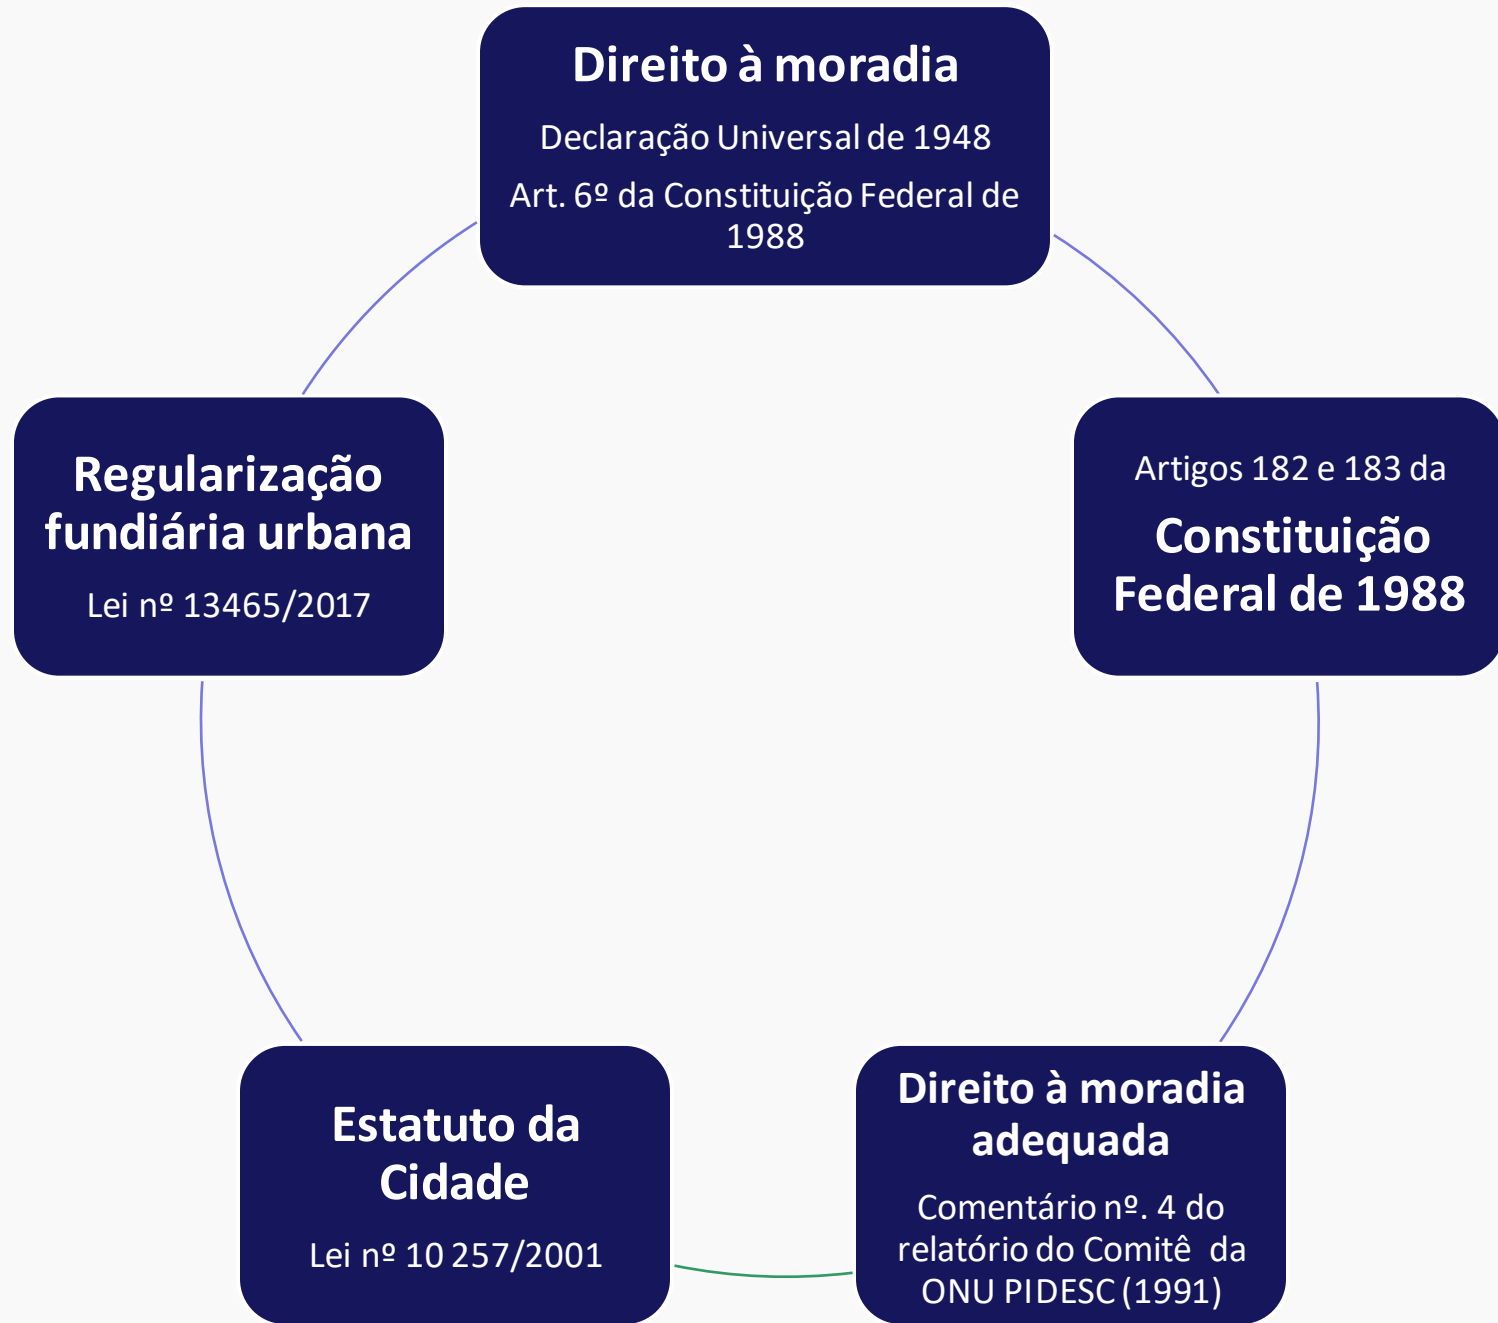 Direito à moradia
Declaração Universal de 1948
Art. 6º da Constituição Federal de
1988
Artigos 182 e 183 da
Constituição
Federal de 1988
Direito à moradia
adequada
Comentário nº. 4 do
relatório do Comitê da
ONU PIDESC (1991)
Estatuto da
Cidade
Lei nº 10 257/2001
Regularização
fundiária urbana
Lei nº 13465/2017